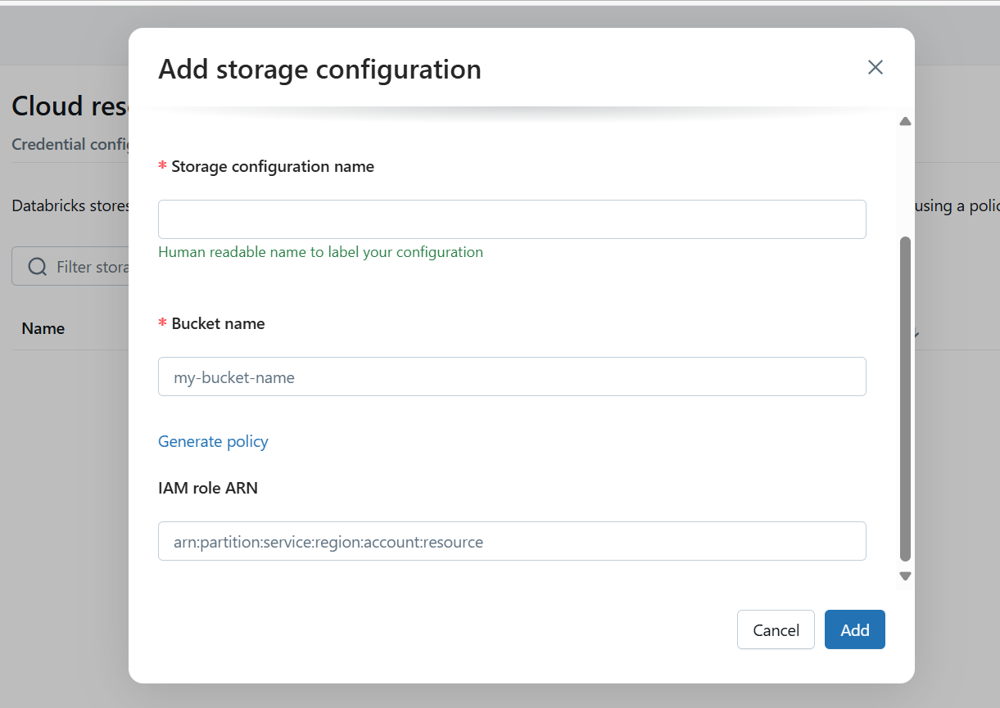 Add storage configuration
Cloud res
Credential config
* Storage configuration name
Databricks stores
using a polic
Human readable name to label your configuration
Filter stora
* Bucket name
Name
my-bucket-name
Generate policy
IAM role ARN
arn:partition:service:region:account:resource
Cancel
Add